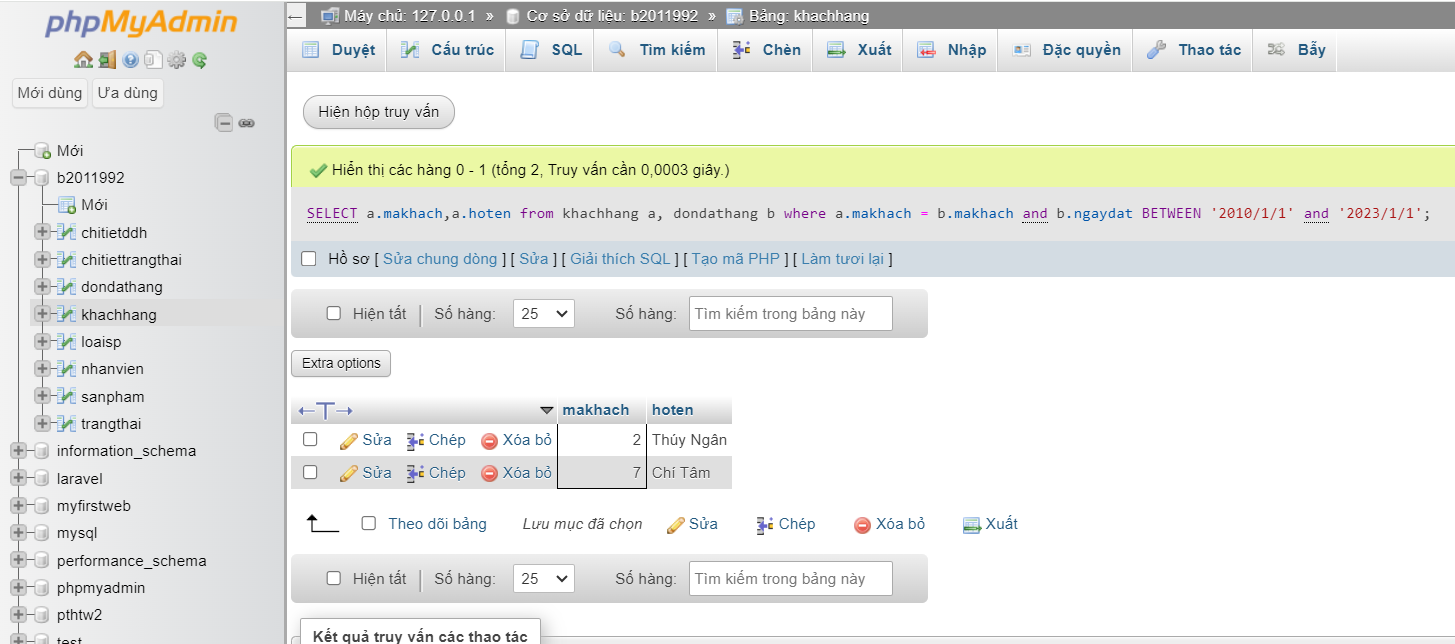 phpMyAdmin
Mới dùng Ưa dùng
Mới
b2011992
Mới
chitietddh
chitiettrangthai
dondathang
khachhang
loaisp
nhanvien
sanpham
trangthai
information_schema
laravel
myfirstweb
mysql
performance_schema
phpmyadmin
pthtw2
test
Máy chủ: 127.0.0.1 » Cơ sở dữ liệu: b2011992 » Bảng: khachhang
Duyệt Cấu trúc SQL Tìm kiếm Chèn Xuất Nhập Đặc quyền Thao tác Bẫy
Hiện hộp truy vấn
Hiển thị các hàng 0 - 1 (tổng 2, Truy vấn cần 0,0003 giây.)
SELECT a.makhach,a.hoten from khachhang a, dondathang b where a.makhach = b.makhach and b.ngaydat BETWEEN '2010/1/1' and '2023/1/1';
Hồ sơ [ Sửa chung dòng ] [ Sửa ] [ Giải thích SQL ] [ Tạo mã PHP ] [ Làm tươi lại ]
Hiện tất Số hàng: 25 Số hàng: Tìm kiếm trong bảng này
Extra options
makhach hoten
Sửa Chép Xóa bỏ 2 Thúy Ngân
Sửa Chép Xóa bỏ 7 Chí Tâm
Theo dõi bảng Lưu mục đã chọn Sửa Chép Xóa bỏ Xuất
Hiện tất Số hàng: 25 Số hàng: Tìm kiếm trong bảng này
Kết quả truy vấn các thao tác